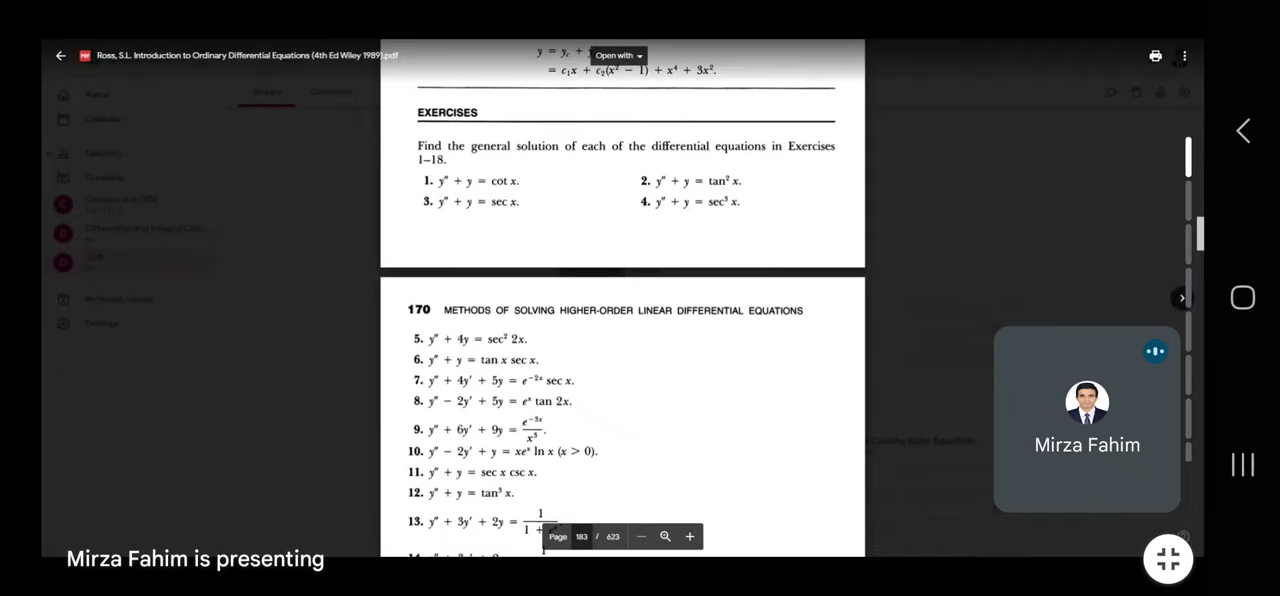 Ross, S.L. Introduction to Ordinary Differential Equations (4th Ed Wiley 1989).pdf
Open with
= c₁x + c₂(x² − 1) + x⁴ + 3x².
EXERCISES
Find the general solution of each of the differential equations in Exercises
1–18.
1. y″ + y = cot x. 2. y″ + y = tan² x.
3. y″ + y = sec x. 4. y″ + y = sec³ x.
170 METHODS OF SOLVING HIGHER-ORDER LINEAR DIFFERENTIAL EQUATIONS
5. y″ + 4y = sec² 2x.
6. y″ + y = tan x sec x.
7. y″ + 4y′ + 5y = e⁻²ˣ sec x.
8. y″ − 2y′ + 5y = eˣ tan 2x.
9. y″ + 6y′ + 9y = e⁻³ˣ/x³.
10. y″ − 2y′ + y = xeˣ ln x (x > 0).
11. y″ + y = sec x csc x.
12. y″ + y = tan³ x.
13. y″ + 3y′ + 2y = 1
Page 183 / 623
Mirza Fahim
Mirza Fahim is presenting